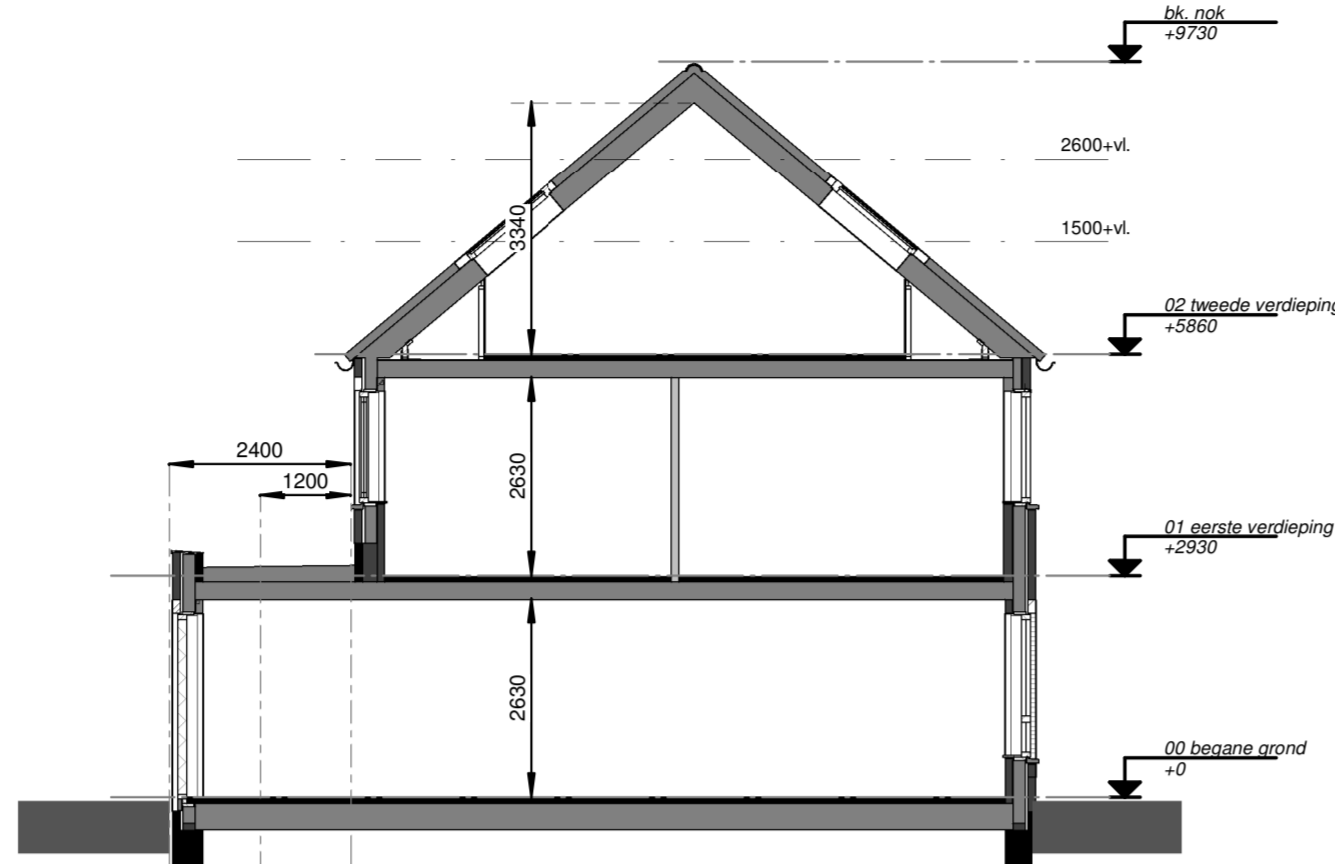 bk. nok
+9730
2600+vl.
3340
1500+vl.
02 tweede verdieping
+5860
2400
1200
2630
01 eerste verdieping
+2930
2630
00 begane grond
+0